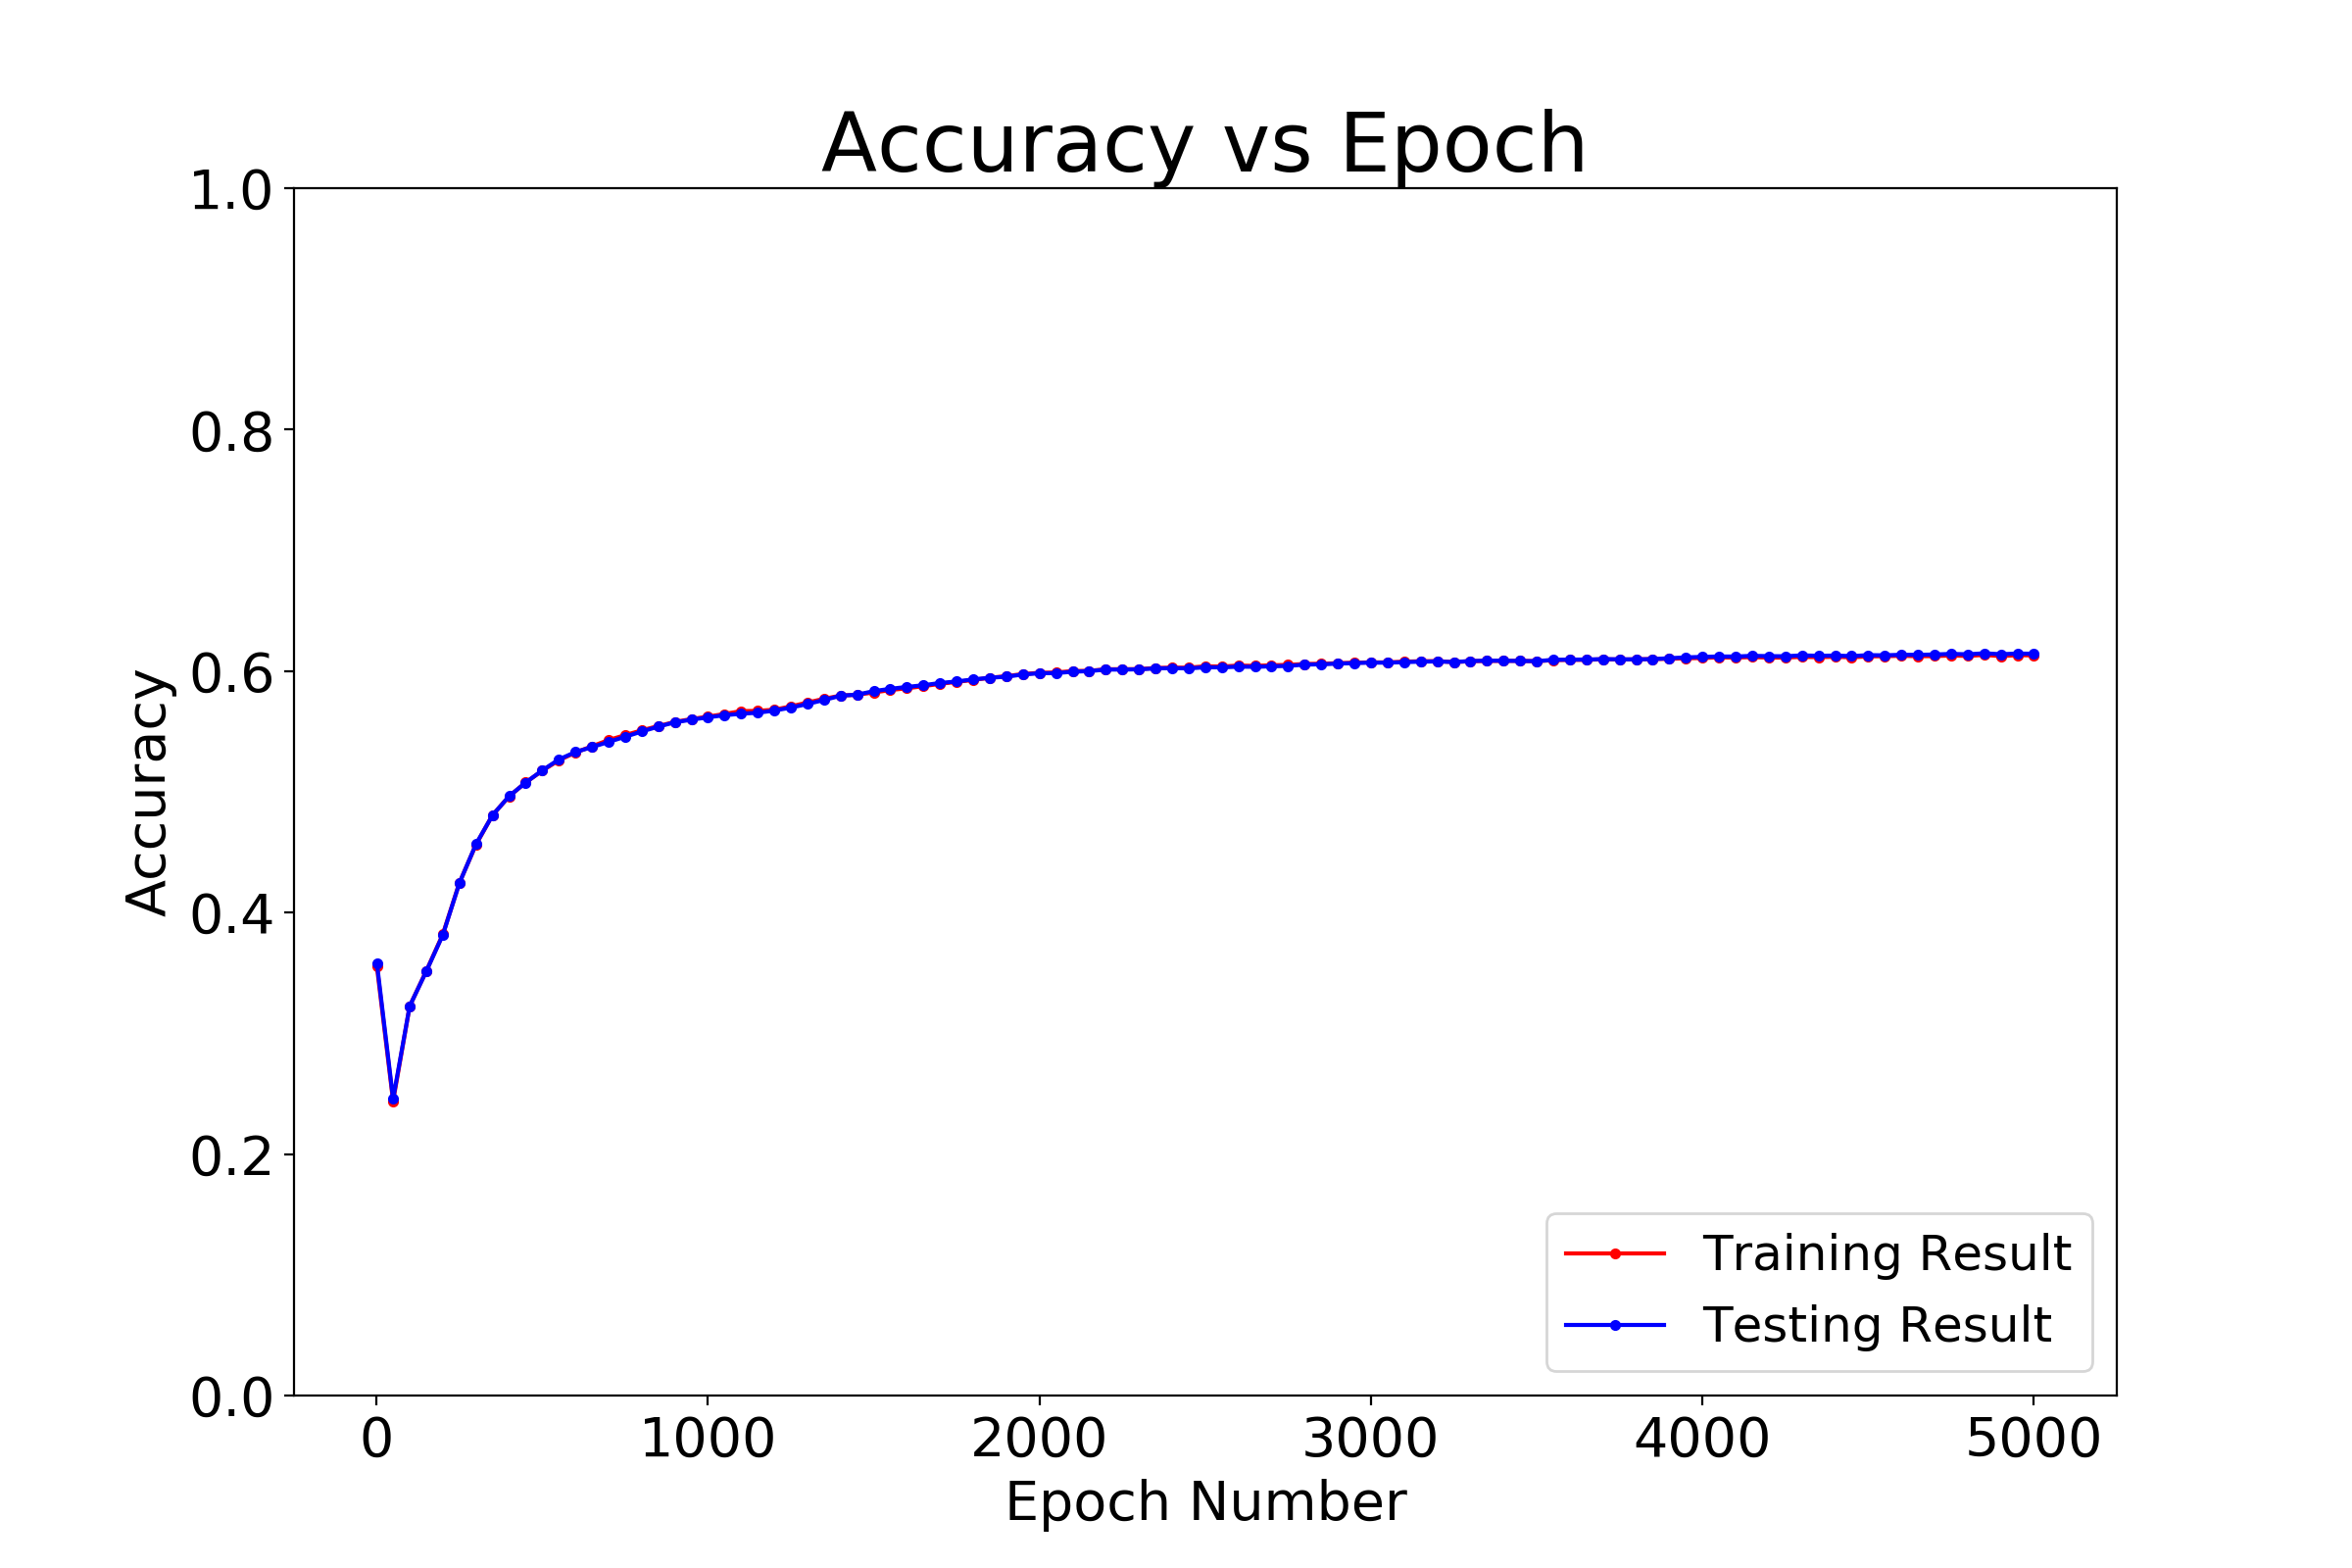 Accuracy vs Epoch
1.0
0.8
0.6
0.4
0.2
0.0
Accuracy
0 1000 2000 3000 4000 5000
Epoch Number
Training Result
Testing Result